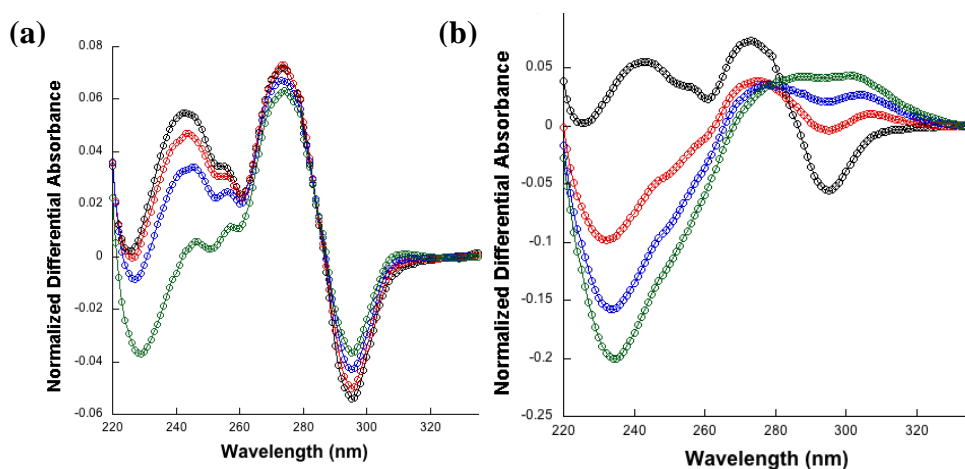 (a)
Normalized Differential Absorbance
0.08
0.06
0.04
0.02
0
-0.02
-0.04
-0.06
220 240 260 280 300 320
Wavelength (nm)
(b)
Normalized Differential Absorbance
0.05
0
-0.05
-0.1
-0.15
-0.2
-0.25
220 240 260 280 300 320
Wavelength (nm)